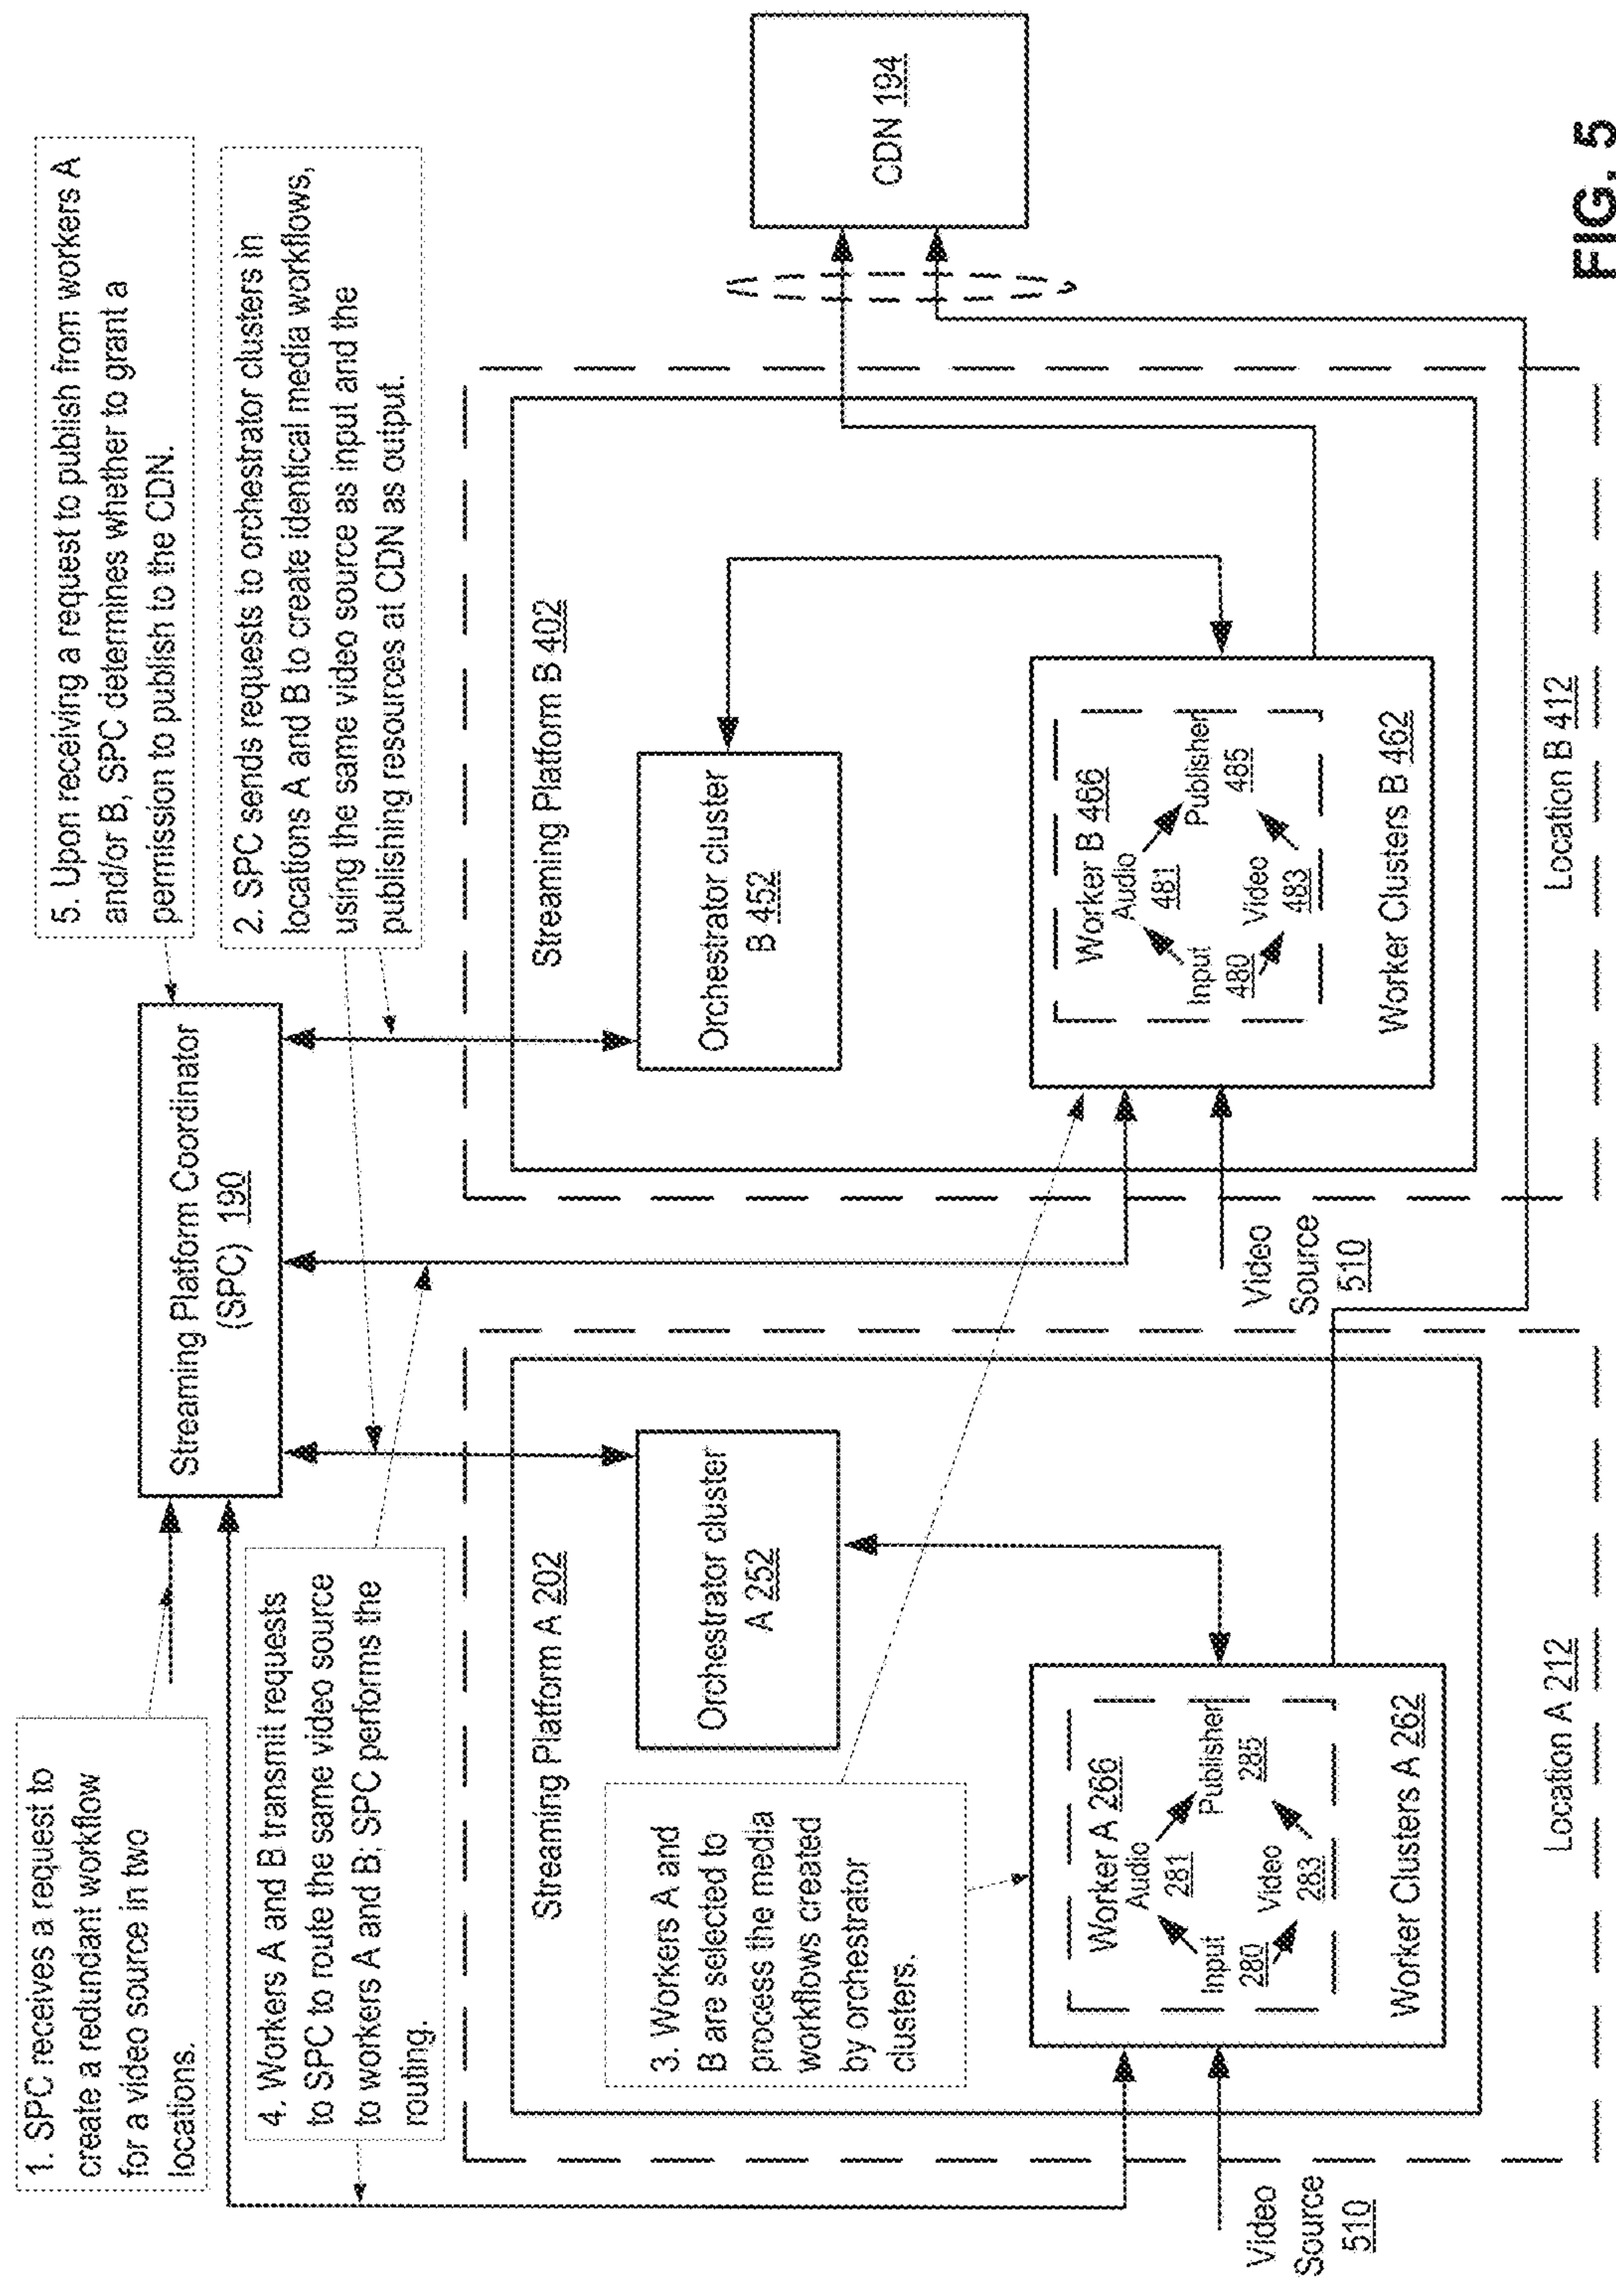 1. SPC receives a request to
create a redundant workflow
for a video source in two
locations.
Streaming Platform Coordinator
(SPC) 190
5. Upon receiving a request to publish from workers A
and/or B, SPC determines whether to grant a
permission to publish to the CDN.
4. Workers A and B transmit requests
to SPC to route the same video source
to workers A and B; SPC performs the
routing.
2. SPC sends requests to orchestrator clusters in
locations A and B to create identical media workflows,
using the same video source as input and the
publishing resources at CDN as output.
Streaming Platform A 202
3. Workers A and
B are selected to
process the media
workflows created
by orchestrator
clusters.
Orchestrator cluster
A 252
Worker A 266
Audio
281
Input
280
Publisher
285
Video
283
Worker Clusters A 262
Video
Source
510
Location A 212
Streaming Platform B 402
Orchestrator cluster
B 452
Worker B 466
Audio
481
Input
480
Publisher
485
Video
483
Worker Clusters B 462
Video
Source
510
Location B 412
CDN 194
FIG. 5